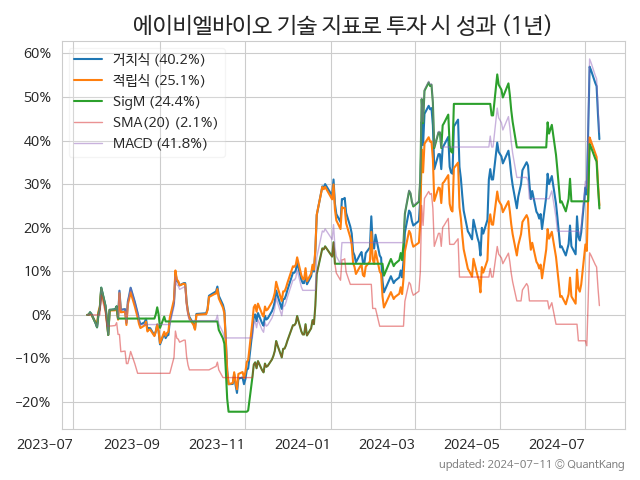 에이비엘바이오 기술 지표로 투자 시 성과 (1년)
60%
50%
40%
30%
20%
10%
0%
−10%
−20%
거치식 (40.2%)
적립식 (25.1%)
SigM (24.4%)
SMA(20) (2.1%)
MACD (41.8%)
2023-07
2023-09
2023-11
2024-01
2024-03
2024-05
2024-07
updated: 2024-07-11 © QuantKang